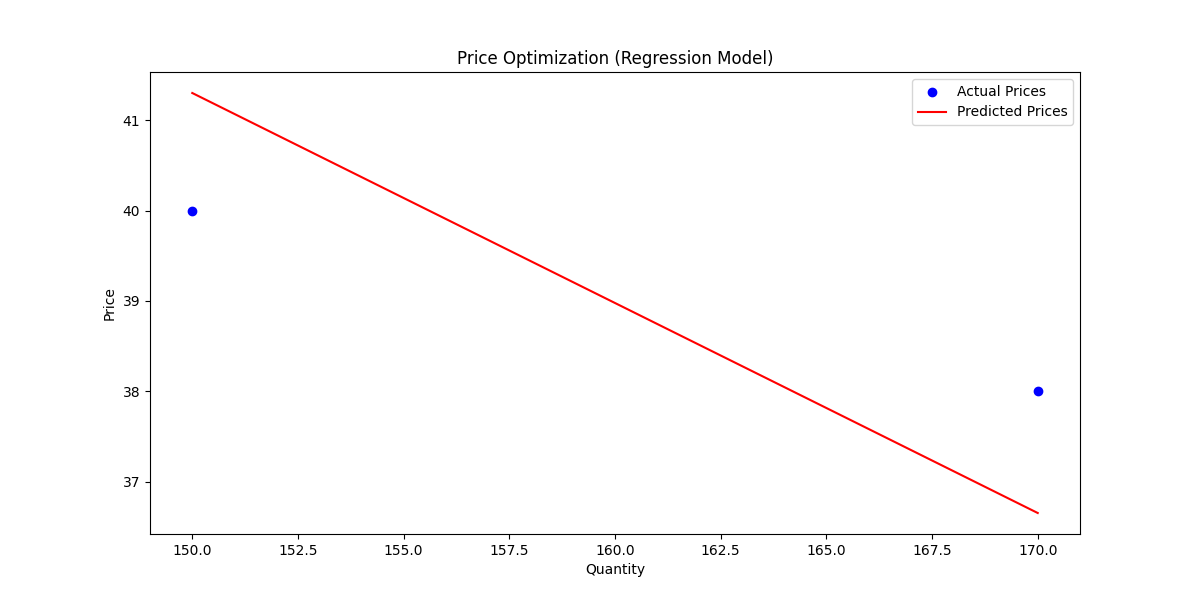 Price Optimization (Regression Model)
Actual Prices
Predicted Prices
Price
41
40
39
38
37
150.0 152.5 155.0 157.5 160.0 162.5 165.0 167.5 170.0
Quantity